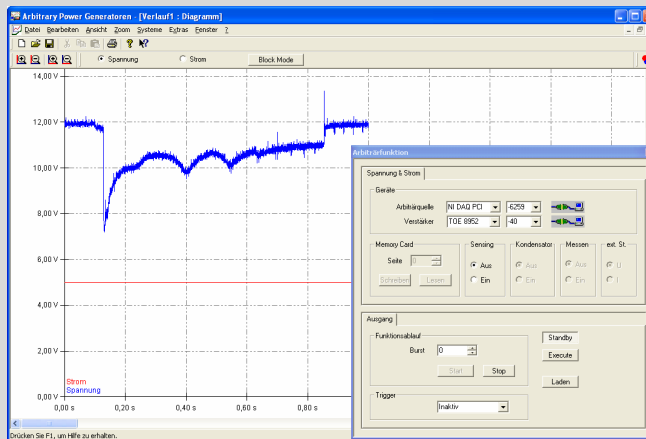 Arbitrary Power Generatoren - [Verlauf1 : Diagramm]
Datei Bearbeiten Ansicht Zoom Systeme Extras Fenster ?
Spannung Strom Block Mode
14,00 V
12,00 V
10,00 V
8,00 V
6,00 V
4,00 V
2,00 V
0,00 V
Strom
Spannung
0,00 s 0,20 s 0,40 s 0,60 s 0,80 s
Arbiträrfunktion
Spannung & Strom
Geräte
Arbiträrquelle NI DAQ PCI -6259
Verstärker TOE 8952 -40
Memory Card Sensing Kondensator Messen ext. St.
Seite 0 Aus Aus Aus U
Schreiben Lesen Ein Ein Ein I
Ausgang
Funktionsablauf
Burst 0
Start Stop
Standby
Execute
Laden
Trigger
Inaktiv
Drücken Sie F1, um Hilfe zu erhalten.